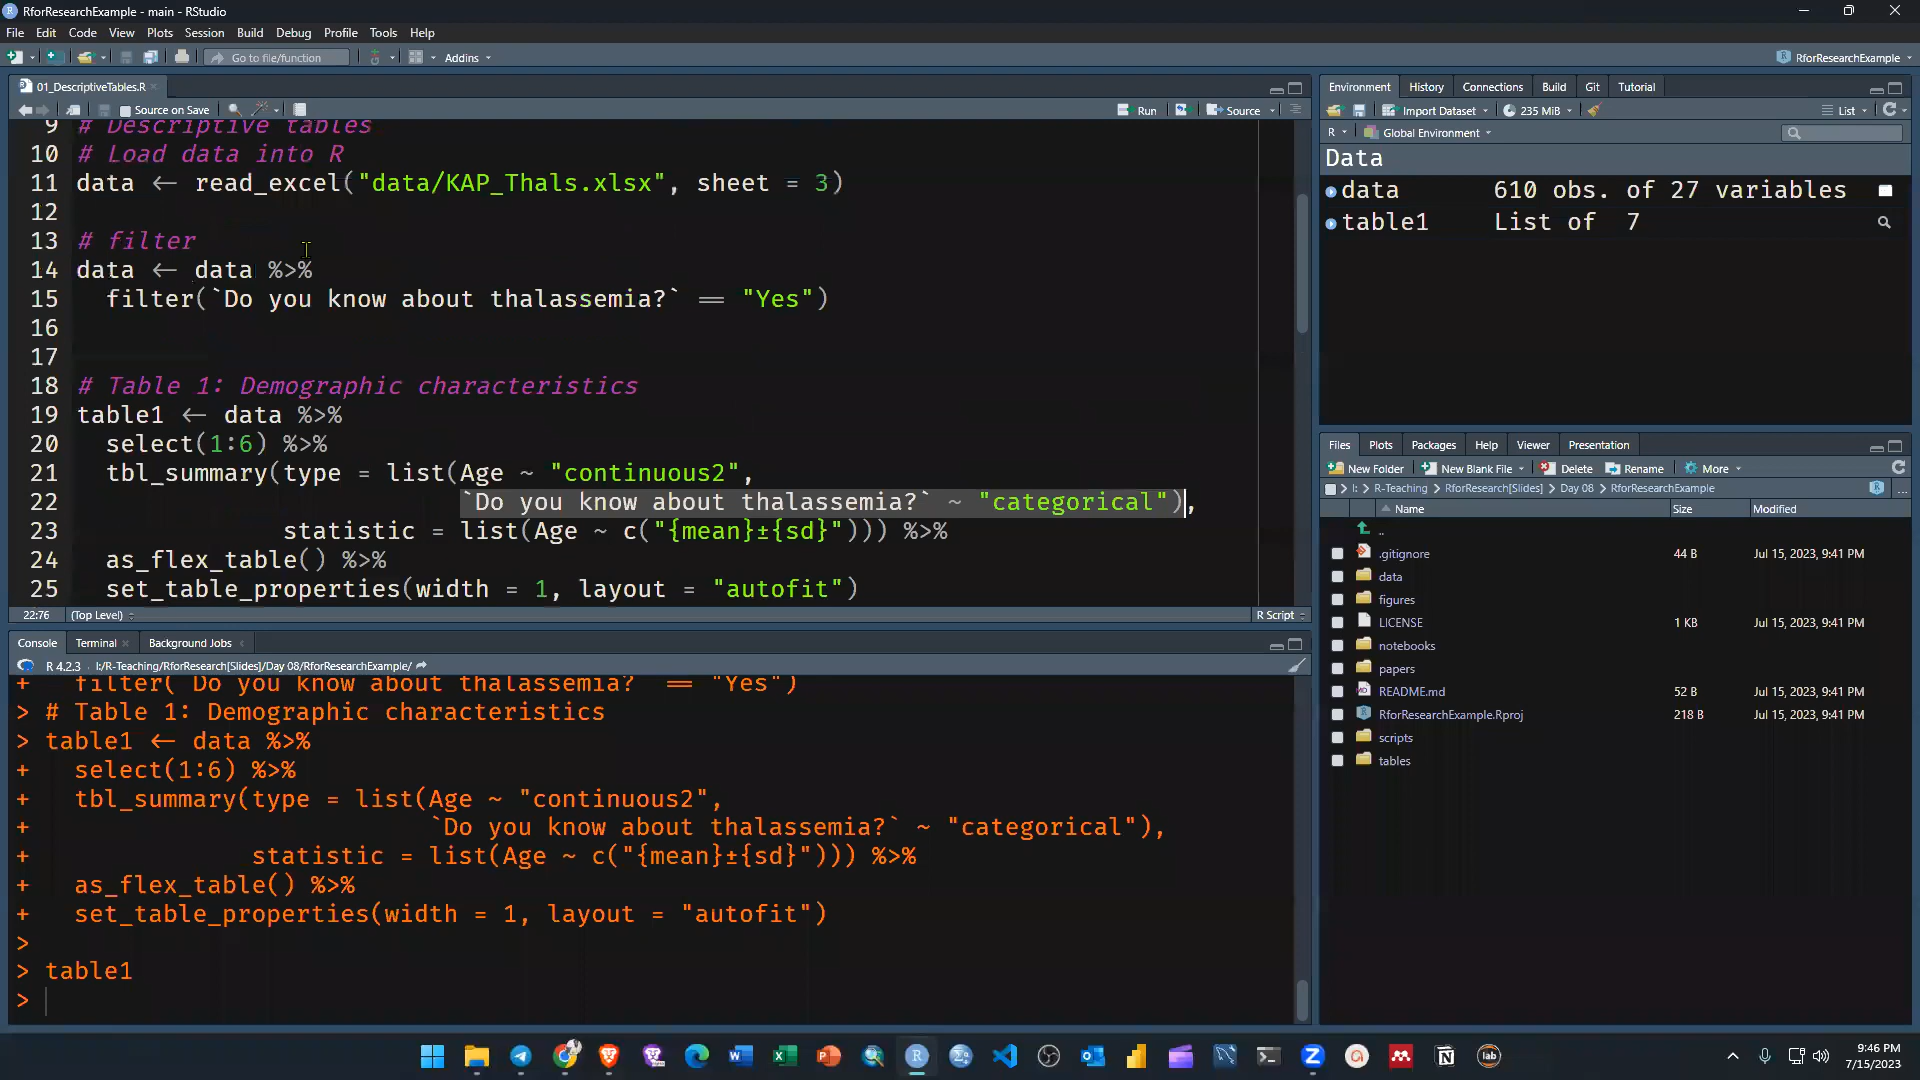 RforResearchExample - main - RStudio
File Edit Code View Plots Session Build Debug Profile Tools Help
Go to file/function Addins RforResearchExample
01_DescriptiveTables.R
Source on Save Run Source
9 # Descriptive tables
10 # Load data into R
11 data <- read_excel("data/KAP_Thals.xlsx", sheet = 3)
12
13 # filter
14 data <- data %>%
15 filter(`Do you know about thalassemia?` == "Yes")
16
17
18 # Table 1: Demographic characteristics
19 table1 <- data %>%
20 select(1:6) %>%
21 tbl_summary(type = list(Age ~ "continuous2",
22 `Do you know about thalassemia?` ~ "categorical"),
23 statistic = list(Age ~ c("{mean}±{sd}"))) %>%
24 as_flex_table() %>%
25 set_table_properties(width = 1, layout = "autofit")
22:76 (Top Level) R Script
Console Terminal Background Jobs
R 4.2.3 · I:/R-Teaching/RforResearch[Slides]/Day 08/RforResearchExample/
+ filter(`Do you know about thalassemia?` == "Yes")
> # Table 1: Demographic characteristics
> table1 <- data %>%
+ select(1:6) %>%
+ tbl_summary(type = list(Age ~ "continuous2",
+ `Do you know about thalassemia?` ~ "categorical"),
+ statistic = list(Age ~ c("{mean}±{sd}"))) %>%
+ as_flex_table() %>%
+ set_table_properties(width = 1, layout = "autofit")
>
> table1
>
Environment History Connections Build Git Tutorial
Import Dataset 235 MiB List
R Global Environment
Data
data 610 obs. of 27 variables
table1 List of 7
Files Plots Packages Help Viewer Presentation
New Folder New Blank File Delete Rename More
I: > R-Teaching > RforResearch[Slides] > Day 08 > RforResearchExample ...
Name Size Modified
..
.gitignore 44 B Jul 15, 2023, 9:41 PM
data
figures
LICENSE 1 KB Jul 15, 2023, 9:41 PM
notebooks
papers
README.md 52 B Jul 15, 2023, 9:41 PM
RforResearchExample.Rproj 218 B Jul 15, 2023, 9:41 PM
scripts
tables
lab
9:46 PM
7/15/2023